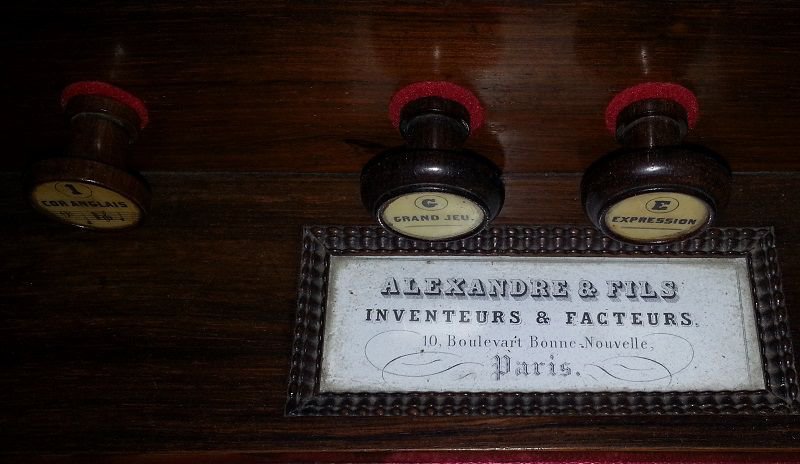 1
COR ANGLAIS
G
GRAND JEU.
E
EXPRESSION
ALEXANDRE & FILS
INVENTEURS & FACTEURS.
10, Boulevart Bonne-Nouvelle,
Paris.